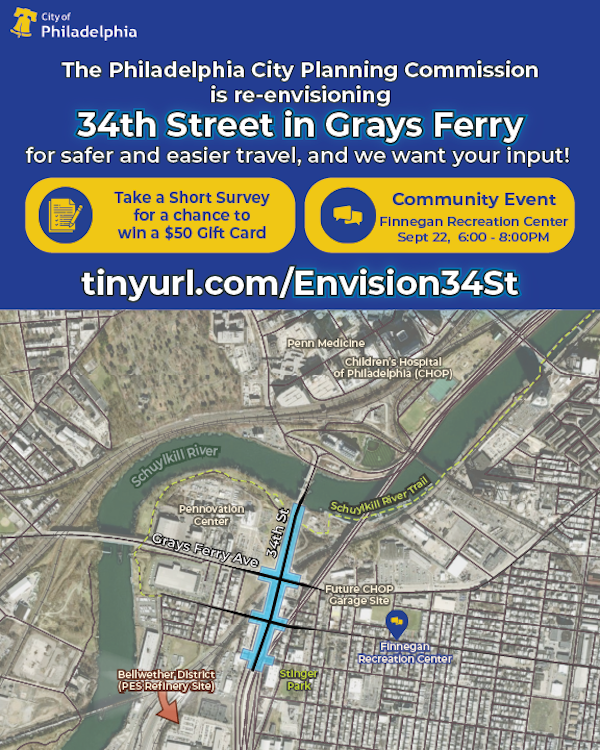 City of
Philadelphia
The Philadelphia City Planning Commission
is re-envisioning
34th Street in Grays Ferry
for safer and easier travel, and we want your input!
Take a Short Survey
for a chance to
win a $50 Gift Card
Community Event
Finnegan Recreation Center
Sept 22, 6:00 - 8:00PM
tinyurl.com/Envision34St
Penn Medicine
Children's Hospital
of Philadelphia (CHOP)
Schuylkill River
Schuylkill River Trail
Pennovation
Center
34th St
Grays Ferry Ave
Future CHOP
Garage Site
Finnegan
Recreation Center
Bellwether District
(PES Refinery Site)
Stinger
Park